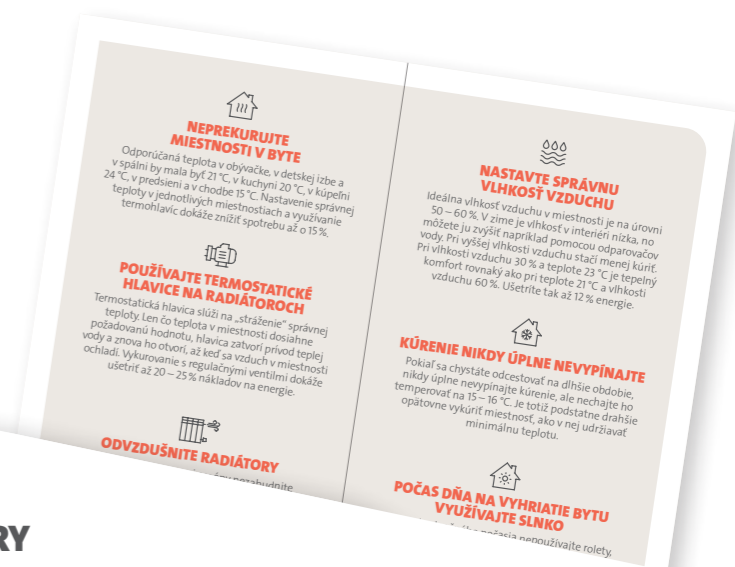 NEPREKURUJTE
MIESTNOSTI V BYTE
Odporúčaná teplota v obývačke, v detskej izbe a
v spálni by mala byť 21 °C, v kuchyni 20 °C, v kúpeľni
24 °C, v predsieni a v chodbe 15 °C. Nastavenie správnej
teploty v jednotlivých miestnostiach a využívanie
termohlavíc dokáže znížiť spotrebu až o 15 %.
POUŽÍVAJTE TERMOSTATICKÉ
HLAVICE NA RADIÁTOROCH
Termostatická hlavica slúži na „stráženie" správnej
teploty. Len čo teplota v miestnosti dosiahne
požadovanú hodnotu, hlavica zatvorí prívod teplej
vody a znova ho otvorí, až keď sa vzduch v miestnosti
ochladí. Vykurovanie s regulačnými ventilmi dokáže
ušetriť až 20 – 25 % nákladov na energie.
ODVZDUŠNITE RADIÁTORY
nezabudnite
NASTAVTE SPRÁVNU
VLHKOSŤ VZDUCHU
Ideálna vlhkosť vzduchu v miestnosti je na úrovni
50 – 60 %. V zime je vlhkosť v interiéri nízka, no
môžete ju zvýšiť napríklad pomocou odparovačov
vody. Pri vyššej vlhkosti vzduchu stačí menej kúriť.
Pri vlhkosti vzduchu 30 % a teplote 23 °C je tepelný
komfort rovnaký ako pri teplote 21 °C a vlhkosti
vzduchu 60 %. Ušetríte tak až 12 % energie.
KÚRENIE NIKDY ÚPLNE NEVYPÍNAJTE
Pokiaľ sa chystáte odcestovať na dlhšie obdobie,
nikdy úplne nevypínajte kúrenie, ale nechajte ho
temperovať na 15 – 16 °C. Je totiž podstatne drahšie
opätovne vykúriť miestnosť, ako v nej udržiavať
minimálnu teplotu.
POČAS DŇA NA VYHRIATIE BYTU
VYUŽÍVAJTE SLNKO
počasia nepoužívajte rolety,
RY